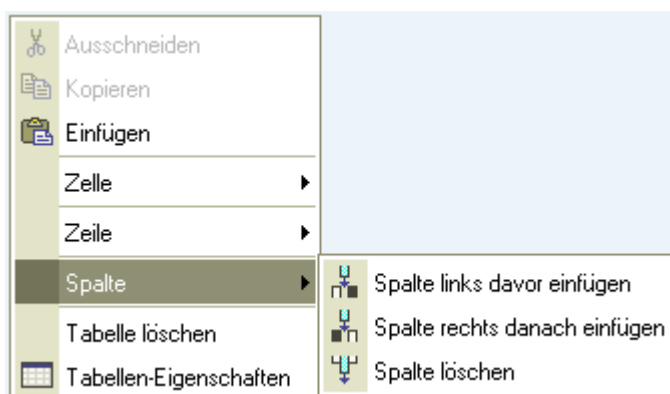 Ausschneiden
Kopieren
Einfügen
Zelle
Zeile
Spalte
Tabelle löschen
Tabellen-Eigenschaften
Spalte links davor einfügen
Spalte rechts danach einfügen
Spalte löschen